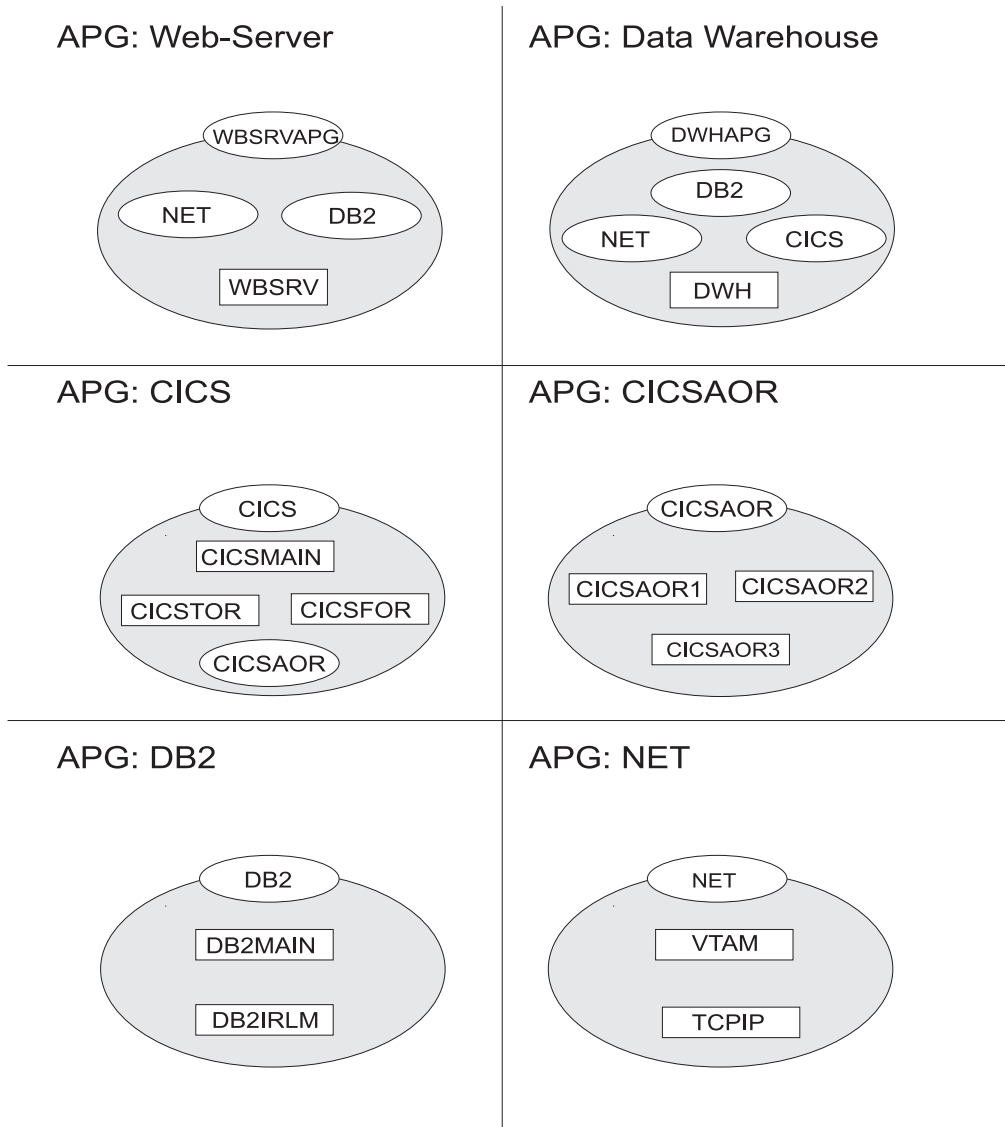 APG: Web-Server
WBSRVAPG
NET
DB2
WBSRV
APG: Data Warehouse
DWHAPG
DB2
NET
CICS
DWH
APG: CICS
CICS
CICSMAIN
CICSTOR
CICSFOR
CICSAOR
APG: CICSAOR
CICSAOR
CICSAOR1
CICSAOR2
CICSAOR3
APG: DB2
DB2
DB2MAIN
DB2IRLM
APG: NET
NET
VTAM
TCPIP